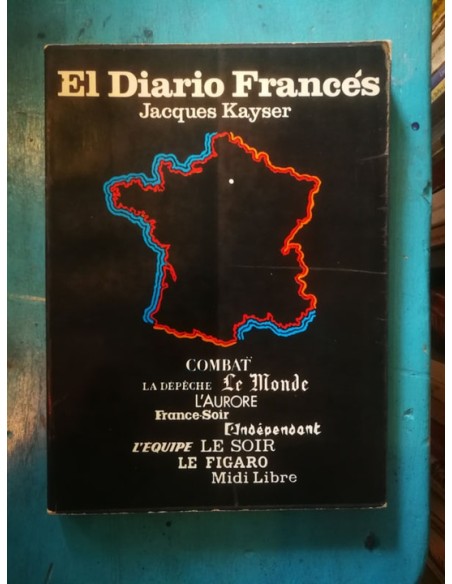 El Diario Francés
Jacques Kayser
COMBAT
LA DÉPÊCHE Le Monde
L'AURORE
France-Soir
L'Indépendant
L'EQUIPE LE SOIR
LE FIGARO
Midi Libre